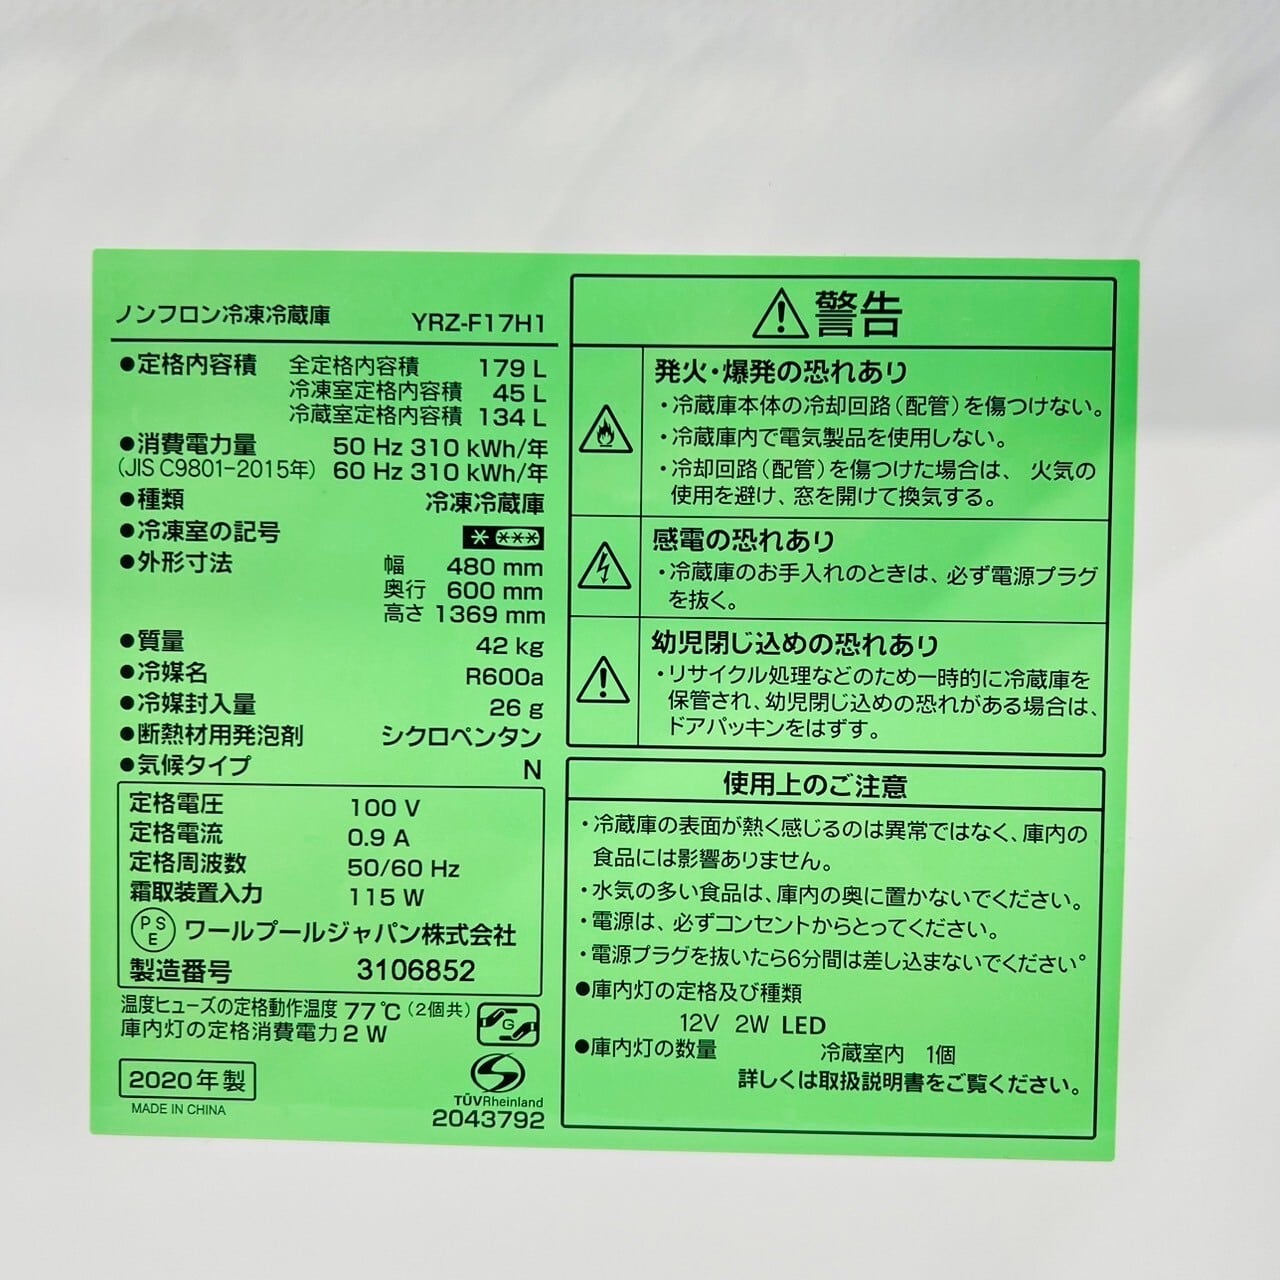 ノンフロン冷凍冷蔵庫 YRZ-F17H1
●定格内容積 全定格内容積 179 L
冷凍室定格内容積 45 L
冷蔵室定格内容積 134 L
●消費電力量 50 Hz 310 kWh/年
(JIS C9801-2015年) 60 Hz 310 kWh/年
●種類 冷凍冷蔵庫
●冷凍室の記号 * ***
●外形寸法 幅 480 mm
奥行 600 mm
高さ 1369 mm
●質量 42 kg
●冷媒名 R600a
●冷媒封入量 26 g
●断熱材用発泡剤 シクロペンタン
●気候タイプ N
定格電圧 100 V
定格電流 0.9 A
定格周波数 50/60 Hz
霜取装置入力 115 W
PSE ワールプールジャパン株式会社
製造番号 3106852
温度ヒューズの定格動作温度 77℃(2個共)
庫内灯の定格消費電力 2 W
G
2020年製
MADE IN CHINA
TÜVRheinland
2043792
警告
発火・爆発の恐れあり
・冷蔵庫本体の冷却回路(配管)を傷つけない。
・冷蔵庫内で電気製品を使用しない。
・冷却回路(配管)を傷つけた場合は、 火気の
使用を避け、窓を開けて換気する。
感電の恐れあり
・冷蔵庫のお手入れのときは、必ず電源プラグ
を抜く。
幼児閉じ込めの恐れあり
・リサイクル処理などのため一時的に冷蔵庫を
保管され、幼児閉じ込めの恐れがある場合は、
ドアパッキンをはずす。
使用上のご注意
・冷蔵庫の表面が熱く感じるのは異常ではなく、庫内の
食品には影響ありません。
・水気の多い食品は、庫内の奥に置かないでください。
・電源は、必ずコンセントからとってください。
・電源プラグを抜いたら6分間は差し込まないでください。
●庫内灯の定格及び種類
12V 2W LED
●庫内灯の数量 冷蔵室内 1個
詳しくは取扱説明書をご覧ください。